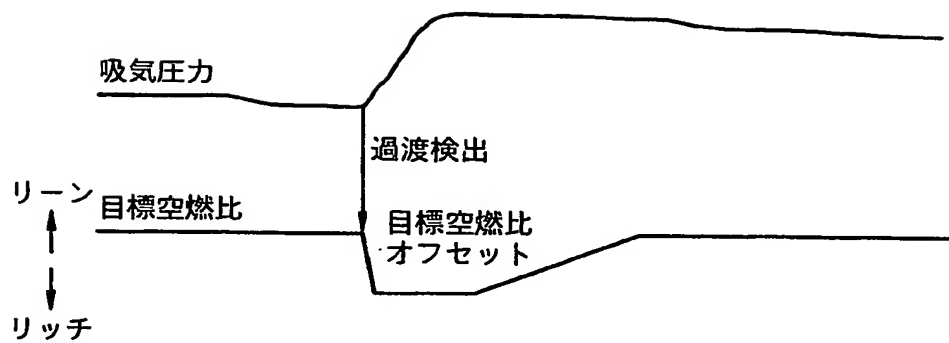 吸気圧力
過渡検出
リーン
目標空燃比
目標空燃比
オフセット
リッチ